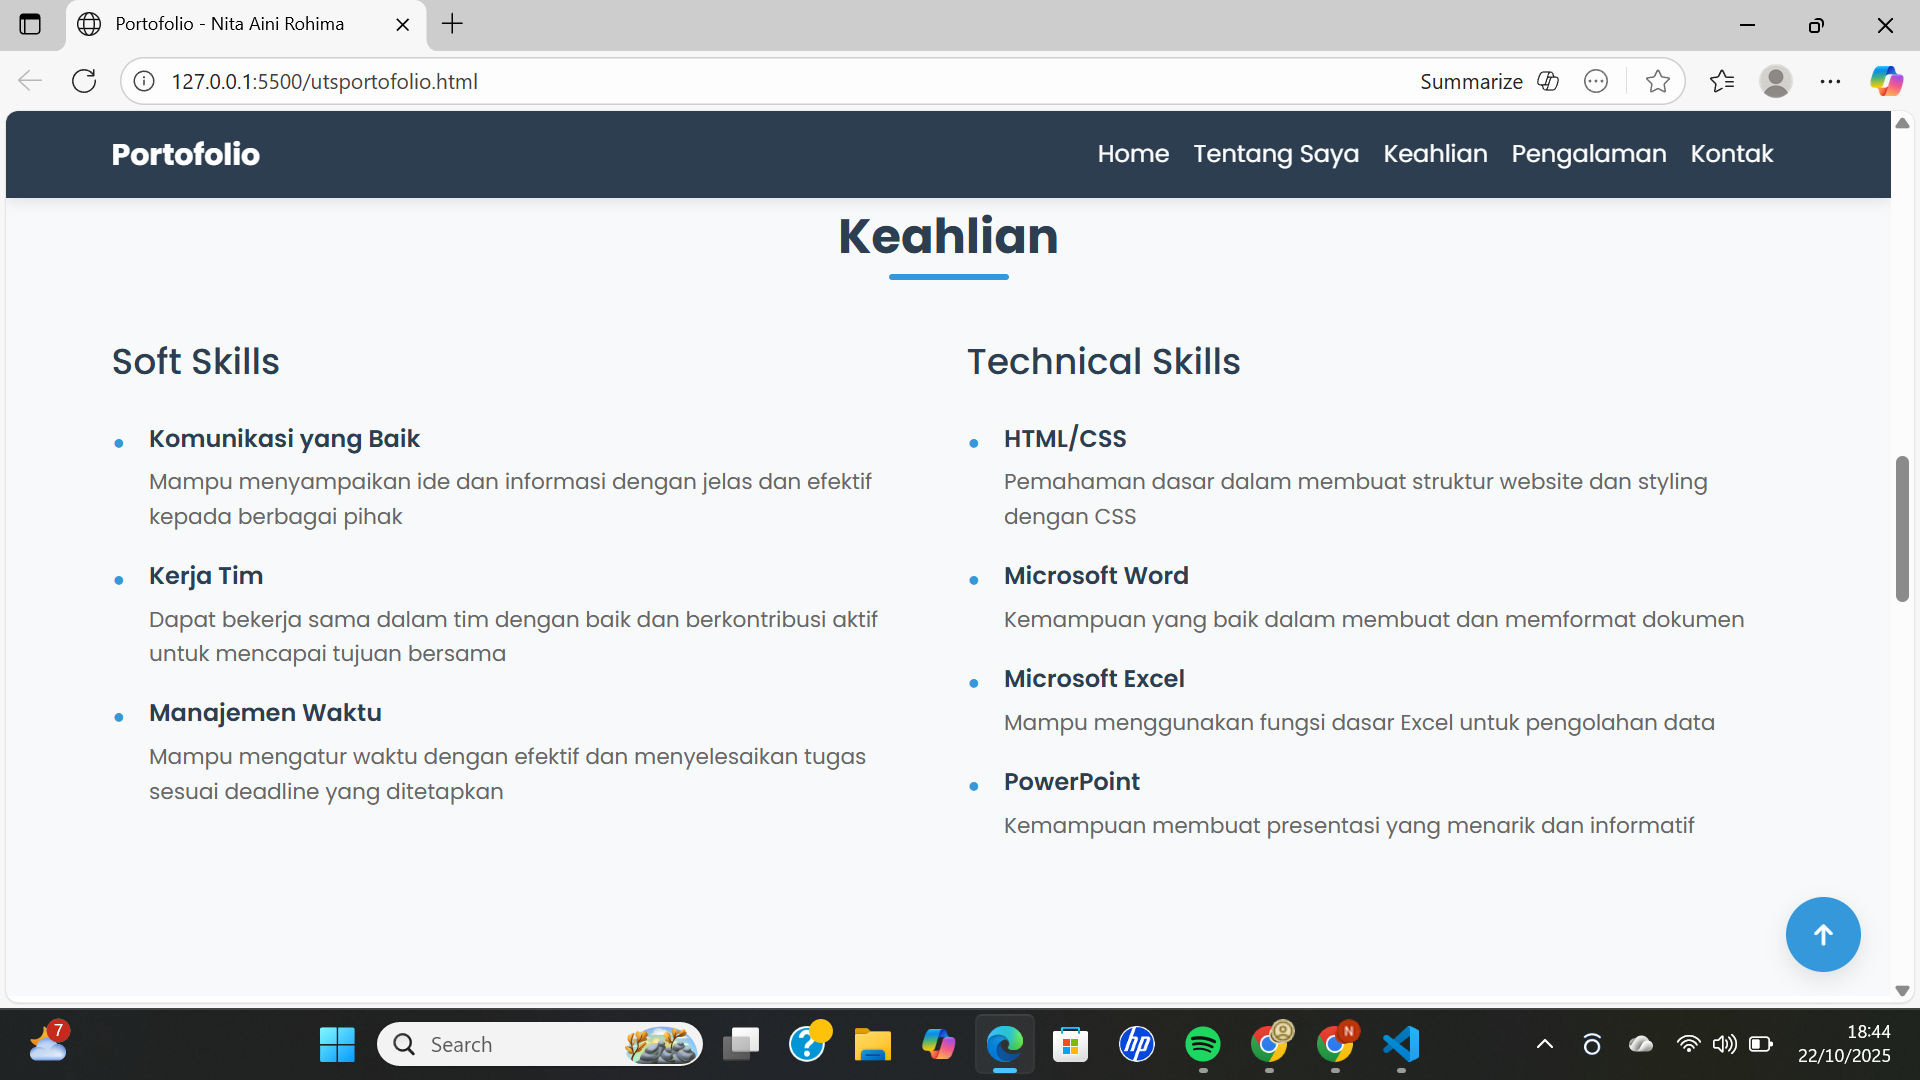 Portofolio - Nita Aini Rohima
127.0.0.1:5500/utsportofolio.html
Summarize
Portofolio
Home Tentang Saya Keahlian Pengalaman Kontak
Keahlian
Soft Skills
• Komunikasi yang Baik
Mampu menyampaikan ide dan informasi dengan jelas dan efektif
kepada berbagai pihak
• Kerja Tim
Dapat bekerja sama dalam tim dengan baik dan berkontribusi aktif
untuk mencapai tujuan bersama
• Manajemen Waktu
Mampu mengatur waktu dengan efektif dan menyelesaikan tugas
sesuai deadline yang ditetapkan
Technical Skills
• HTML/CSS
Pemahaman dasar dalam membuat struktur website dan styling
dengan CSS
• Microsoft Word
Kemampuan yang baik dalam membuat dan memformat dokumen
• Microsoft Excel
Mampu menggunakan fungsi dasar Excel untuk pengolahan data
• PowerPoint
Kemampuan membuat presentasi yang menarik dan informatif
7
Search
hp
N
18:44
22/10/2025